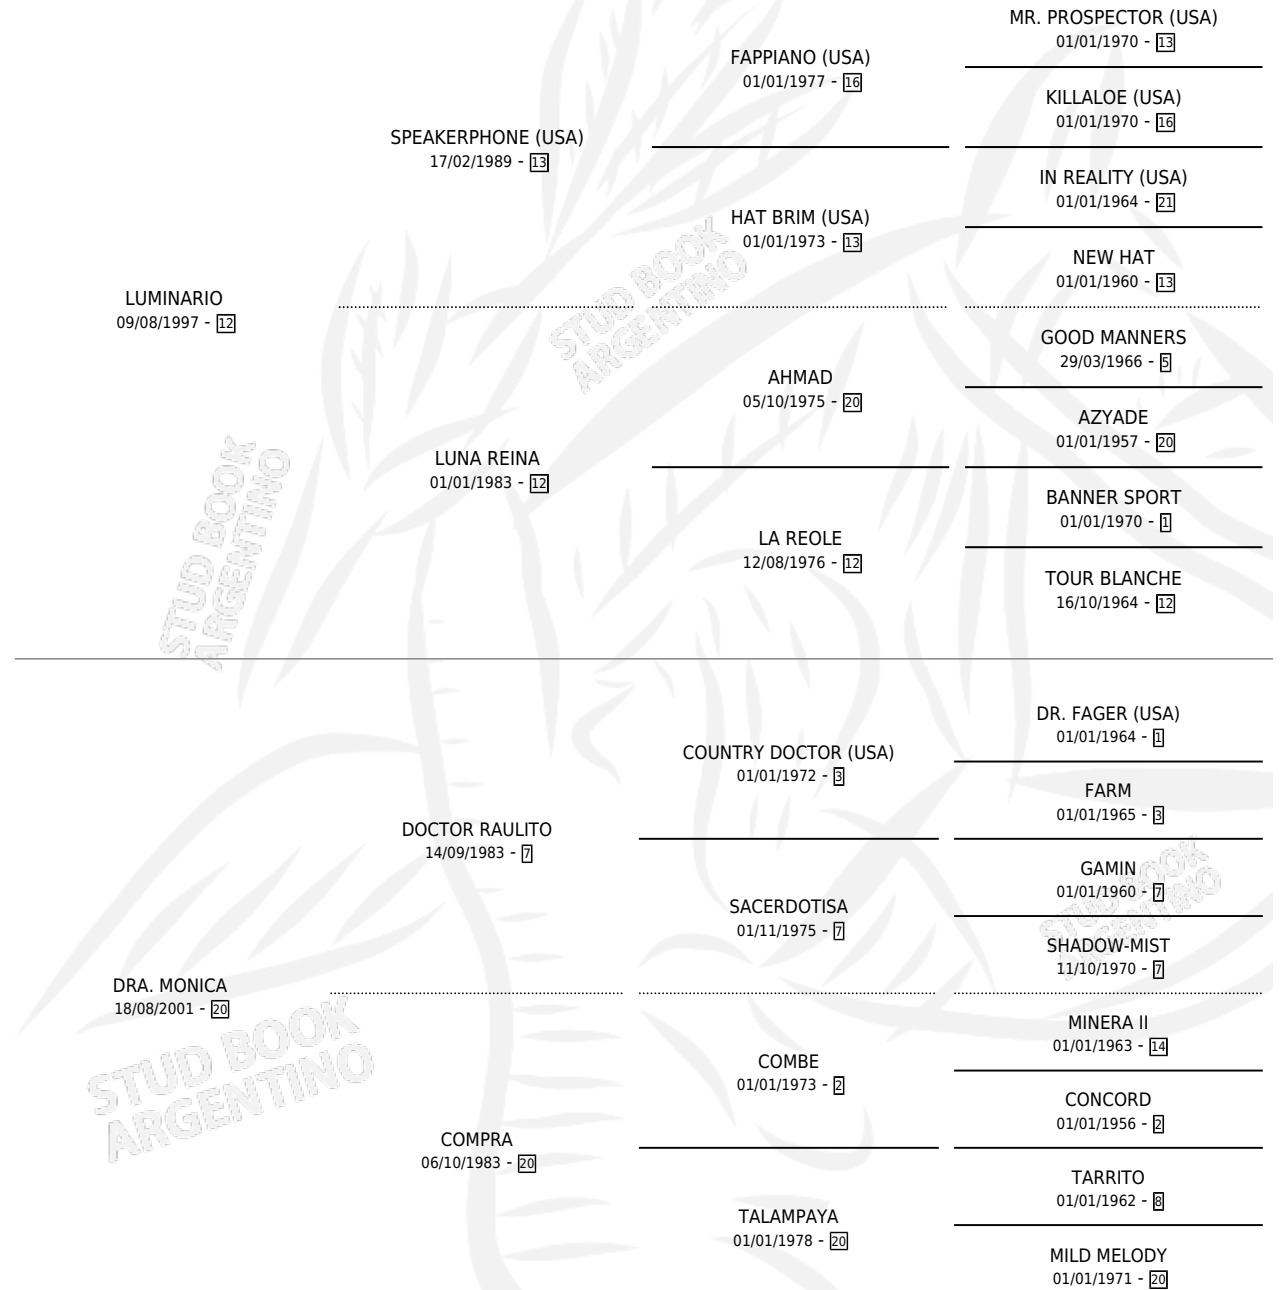 MR. PROSPECTOR (USA)
01/01/1970 - 13
FAPPIANO (USA)
01/01/1977 - 16
KILLALOE (USA)
01/01/1970 - 16
SPEAKERPHONE (USA)
17/02/1989 - 13
IN REALITY (USA)
01/01/1964 - 21
HAT BRIM (USA)
01/01/1973 - 13
NEW HAT
01/01/1960 - 13
LUMINARIO
09/08/1997 - 12
STUD BOOK
ARGENTINO
GOOD MANNERS
29/03/1966 - 5
AHMAD
05/10/1975 - 20
AZYADE
01/01/1957 - 20
LUNA REINA
01/01/1983 - 12
BANNER SPORT
01/01/1970 - 1
LA REOLE
12/08/1976 - 12
TOUR BLANCHE
16/10/1964 - 12
STUD BOOK
ARGENTINO
DR. FAGER (USA)
01/01/1964 - 1
COUNTRY DOCTOR (USA)
01/01/1972 - 3
FARM
01/01/1965 - 3
DOCTOR RAULITO
14/09/1983 - 7
GAMIN
01/01/1960 - 7
SACERDOTISA
01/11/1975 - 7
STUD BOOK
ARGENTINO
SHADOW-MIST
11/10/1970 - 7
DRA. MONICA
18/08/2001 - 20
MINERA II
01/01/1963 - 14
COMBE
01/01/1973 - 2
STUD BOOK
ARGENTINO
CONCORD
01/01/1956 - 2
COMPRA
06/10/1983 - 20
TARRITO
01/01/1962 - 8
TALAMPAYA
01/01/1978 - 20
MILD MELODY
01/01/1971 - 20